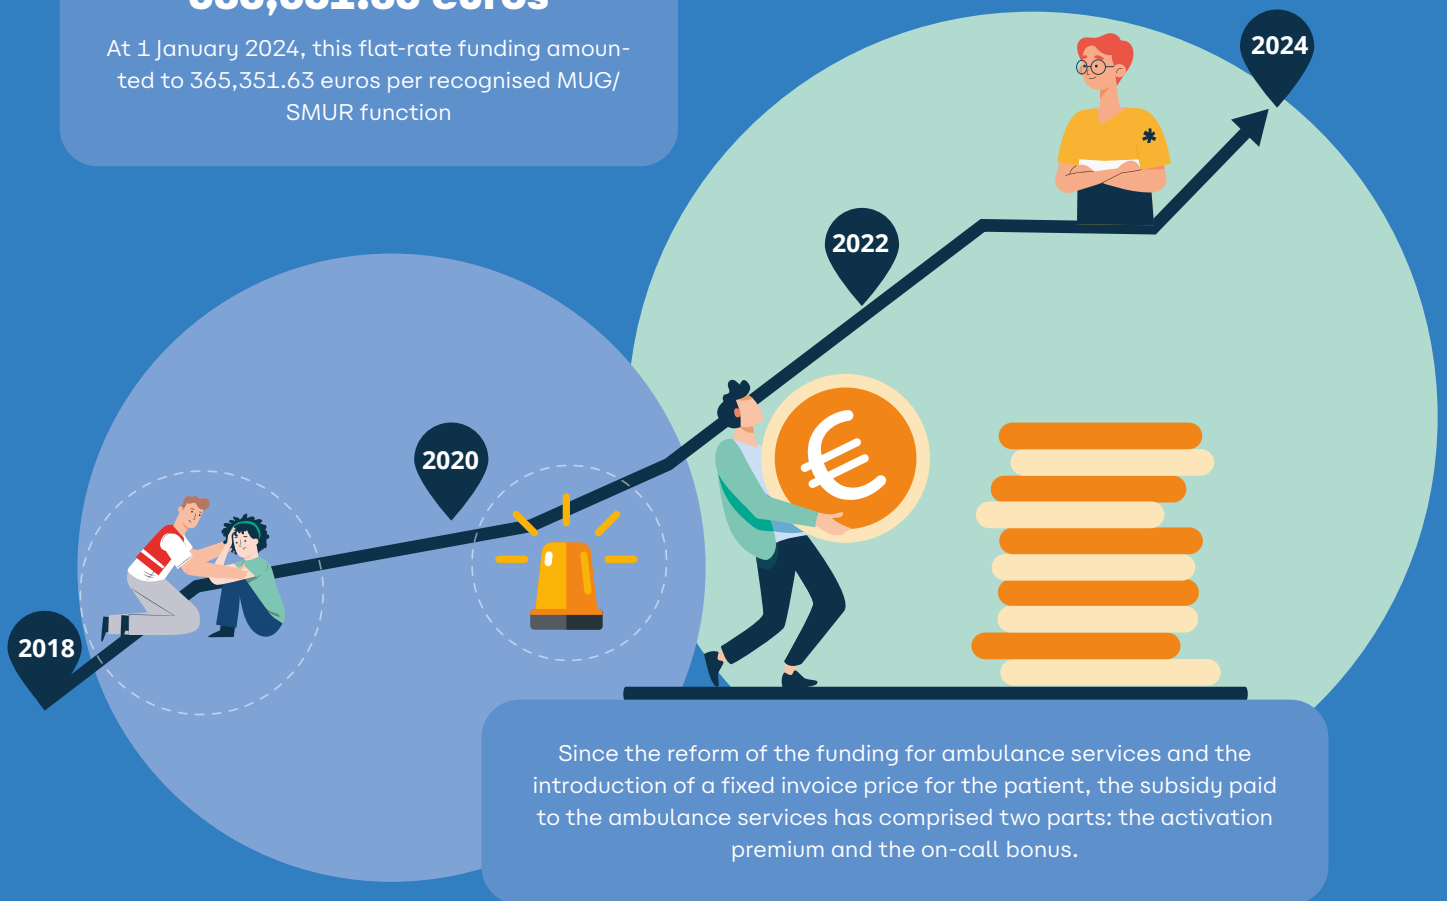 euros
At 1 January 2024, this flat-rate funding amoun-
ted to 365,351.63 euros per recognised MUG/
SMUR function
2024
2022
2020
2018
Since the reform of the funding for ambulance services and the
introduction of a fixed invoice price for the patient, the subsidy paid
to the ambulance services has comprised two parts: the activation
premium and the on-call bonus.